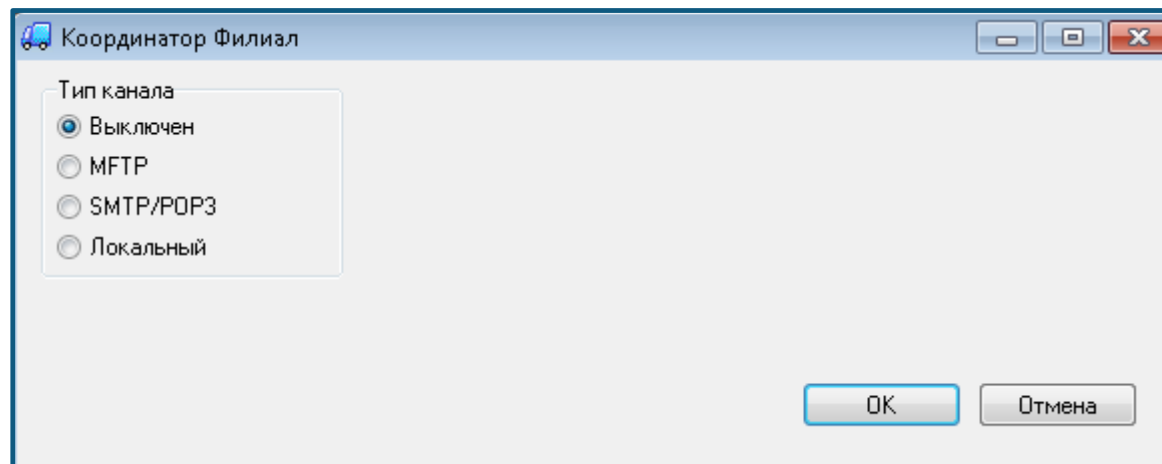 Координатор Филиал
Тип канала
Выключен
MFTP
SMTP/POP3
Локальный
OK Отмена